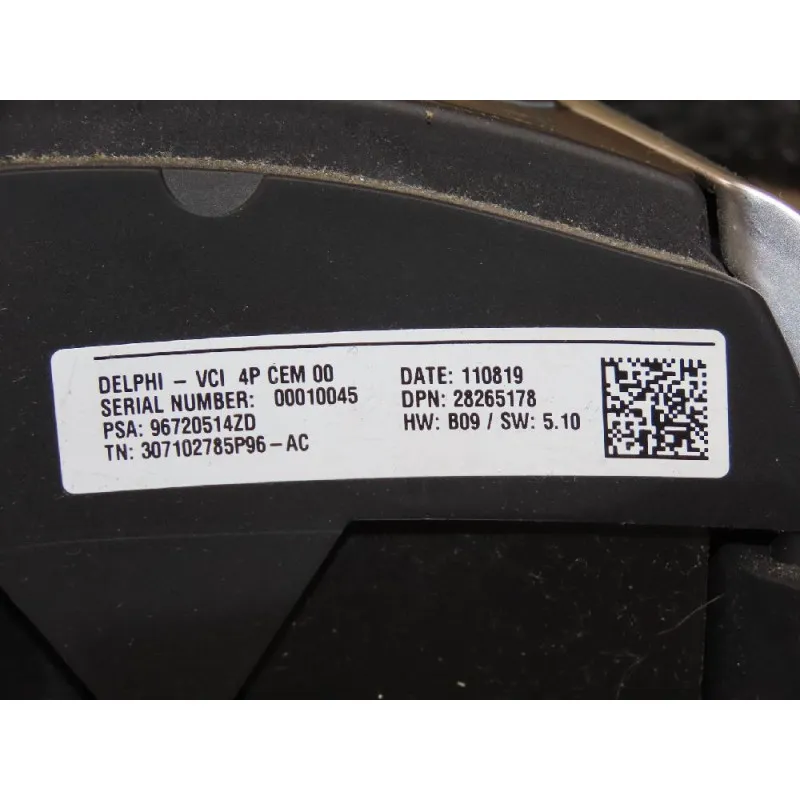 DELPHI - VCI 4P CEM 00
SERIAL NUMBER: 00010045
PSA: 96720514ZD
TN: 307102785P96-AC
DATE: 110819
DPN: 28265178
HW: B09 / SW: 5.10